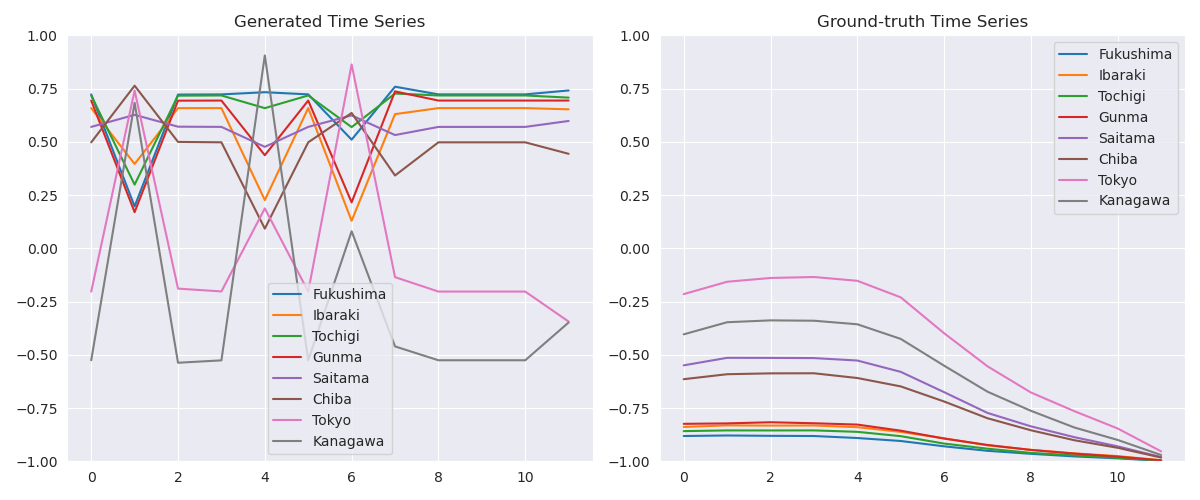 Generated Time Series
1.00
0.75
0.50
0.25
0.00
−0.25
−0.50
−0.75
−1.00
0 2 4 6 8 10
Fukushima
Ibaraki
Tochigi
Gunma
Saitama
Chiba
Tokyo
Kanagawa
Ground-truth Time Series
1.00
0.75
0.50
0.25
0.00
−0.25
−0.50
−0.75
−1.00
0 2 4 6 8 10
Fukushima
Ibaraki
Tochigi
Gunma
Saitama
Chiba
Tokyo
Kanagawa